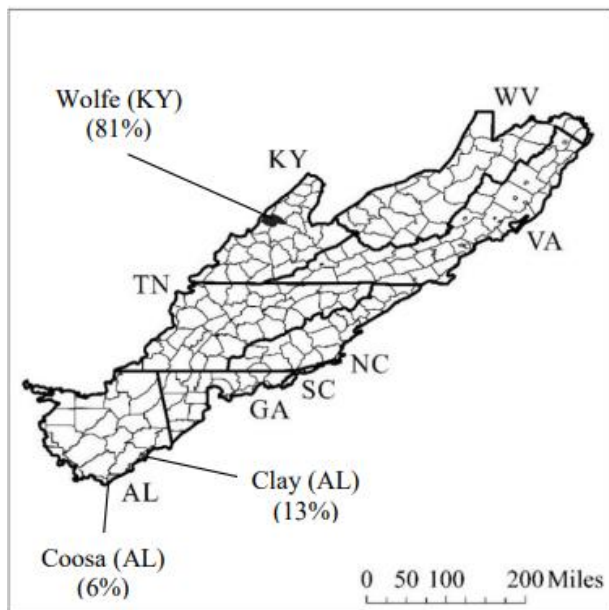 Wolfe (KY)
(81%)
WV
KY
VA
TN
NC
SC
GA
Clay (AL)
(13%)
AL
Coosa (AL)
(6%)
0 50 100 200 Miles